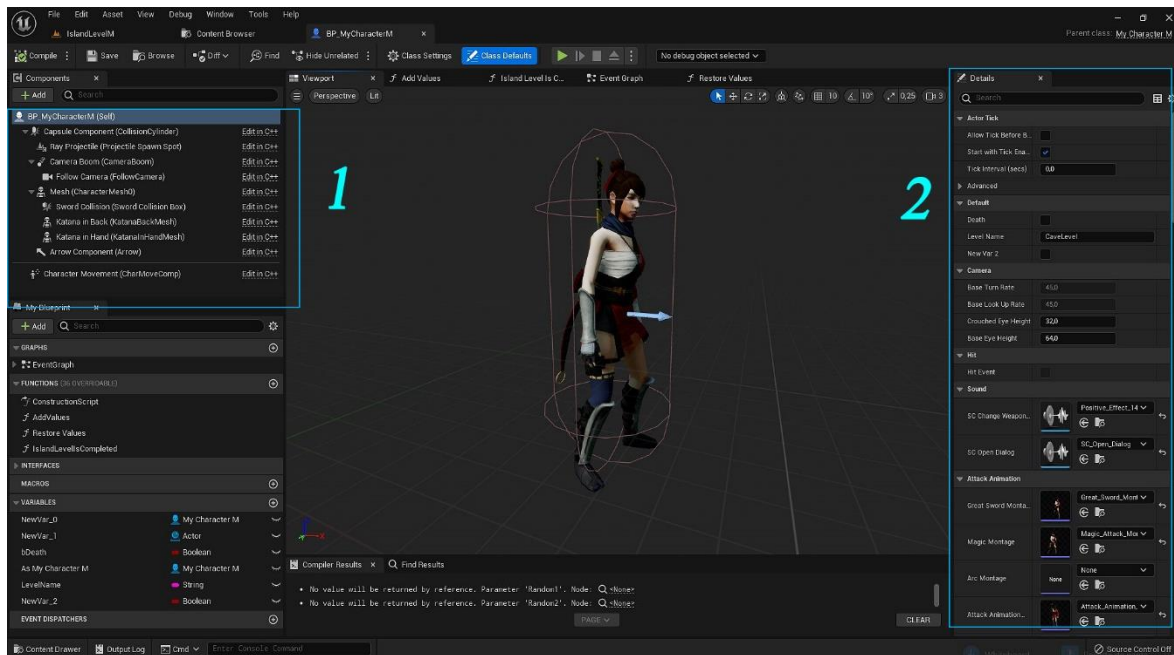 File Edit Asset View Debug Window Tools Help
IslandLevelM Content Browser BP_MyCharacterM Parent class: My Character M
Compile Save Browse Diff Find Hide Unrelated Class Settings Class Defaults No debug object selected
Components
Add Search
BP_MyCharacterM (Self)
Capsule Component (CollisionCylinder) Edit in C++
Ray Projectile (Projectile Spawn Spot) Edit in C++
Camera Boom (CameraBoom) Edit in C++
Follow Camera (FollowCamera) Edit in C++
Mesh (CharacterMesh0) Edit in C++
Sword Collision (Sword Collision Box) Edit in C++
Katana in Back (KatanaBackMesh) Edit in C++
Katana in Hand (KatanaInHandMesh) Edit in C++
Arrow Component (Arrow) Edit in C++
Character Movement (CharMoveComp) Edit in C++
1
My Blueprint
Add Search
GRAPHS
EventGraph
FUNCTIONS (35 OVERRIDABLE)
ConstructionScript
AddValues
Restore Values
IslandLevelIsCompleted
INTERFACES
MACROS
VARIABLES
NewVar_0 My Character M
NewVar_1 Actor
bDeath Boolean
As My Character M My Character M
LevelName String
NewVar_2 Boolean
EVENT DISPATCHERS
Viewport Add Values Island Level Is C... Event Graph Restore Values
Perspective Lit 10 10° 0,25 3
Compiler Results Find Results
No value will be returned by reference. Parameter 'Randon1'. Node: <None>
No value will be returned by reference. Parameter 'Randon2'. Node: <None>
PAGE CLEAR
2
Details
Search
Actor Tick
Allow Tick Before B...
Start with Tick Ena...
Tick Interval (secs) 0,0
Advanced
Default
Death
Level Name CaveLevel
New Var 2
Camera
Base Turn Rate 45,0
Base Look Up Rate 45,0
Crouched Eye Height 32,0
Base Eye Height 64,0
Hit
Hit Event
Sound
SC Change Weapon... Positive_Effect_14
SC Open Dialog SC_Open_Dialog
Attack Animation
Great Sword Monta... Great_Sword_Mont
Magic Montage Magic_Attack_Mon
Arc Montage None None
Attack Animation... Attack_Animation_
Content Drawer Output Log Cmd Enter Console Command Source Control Off